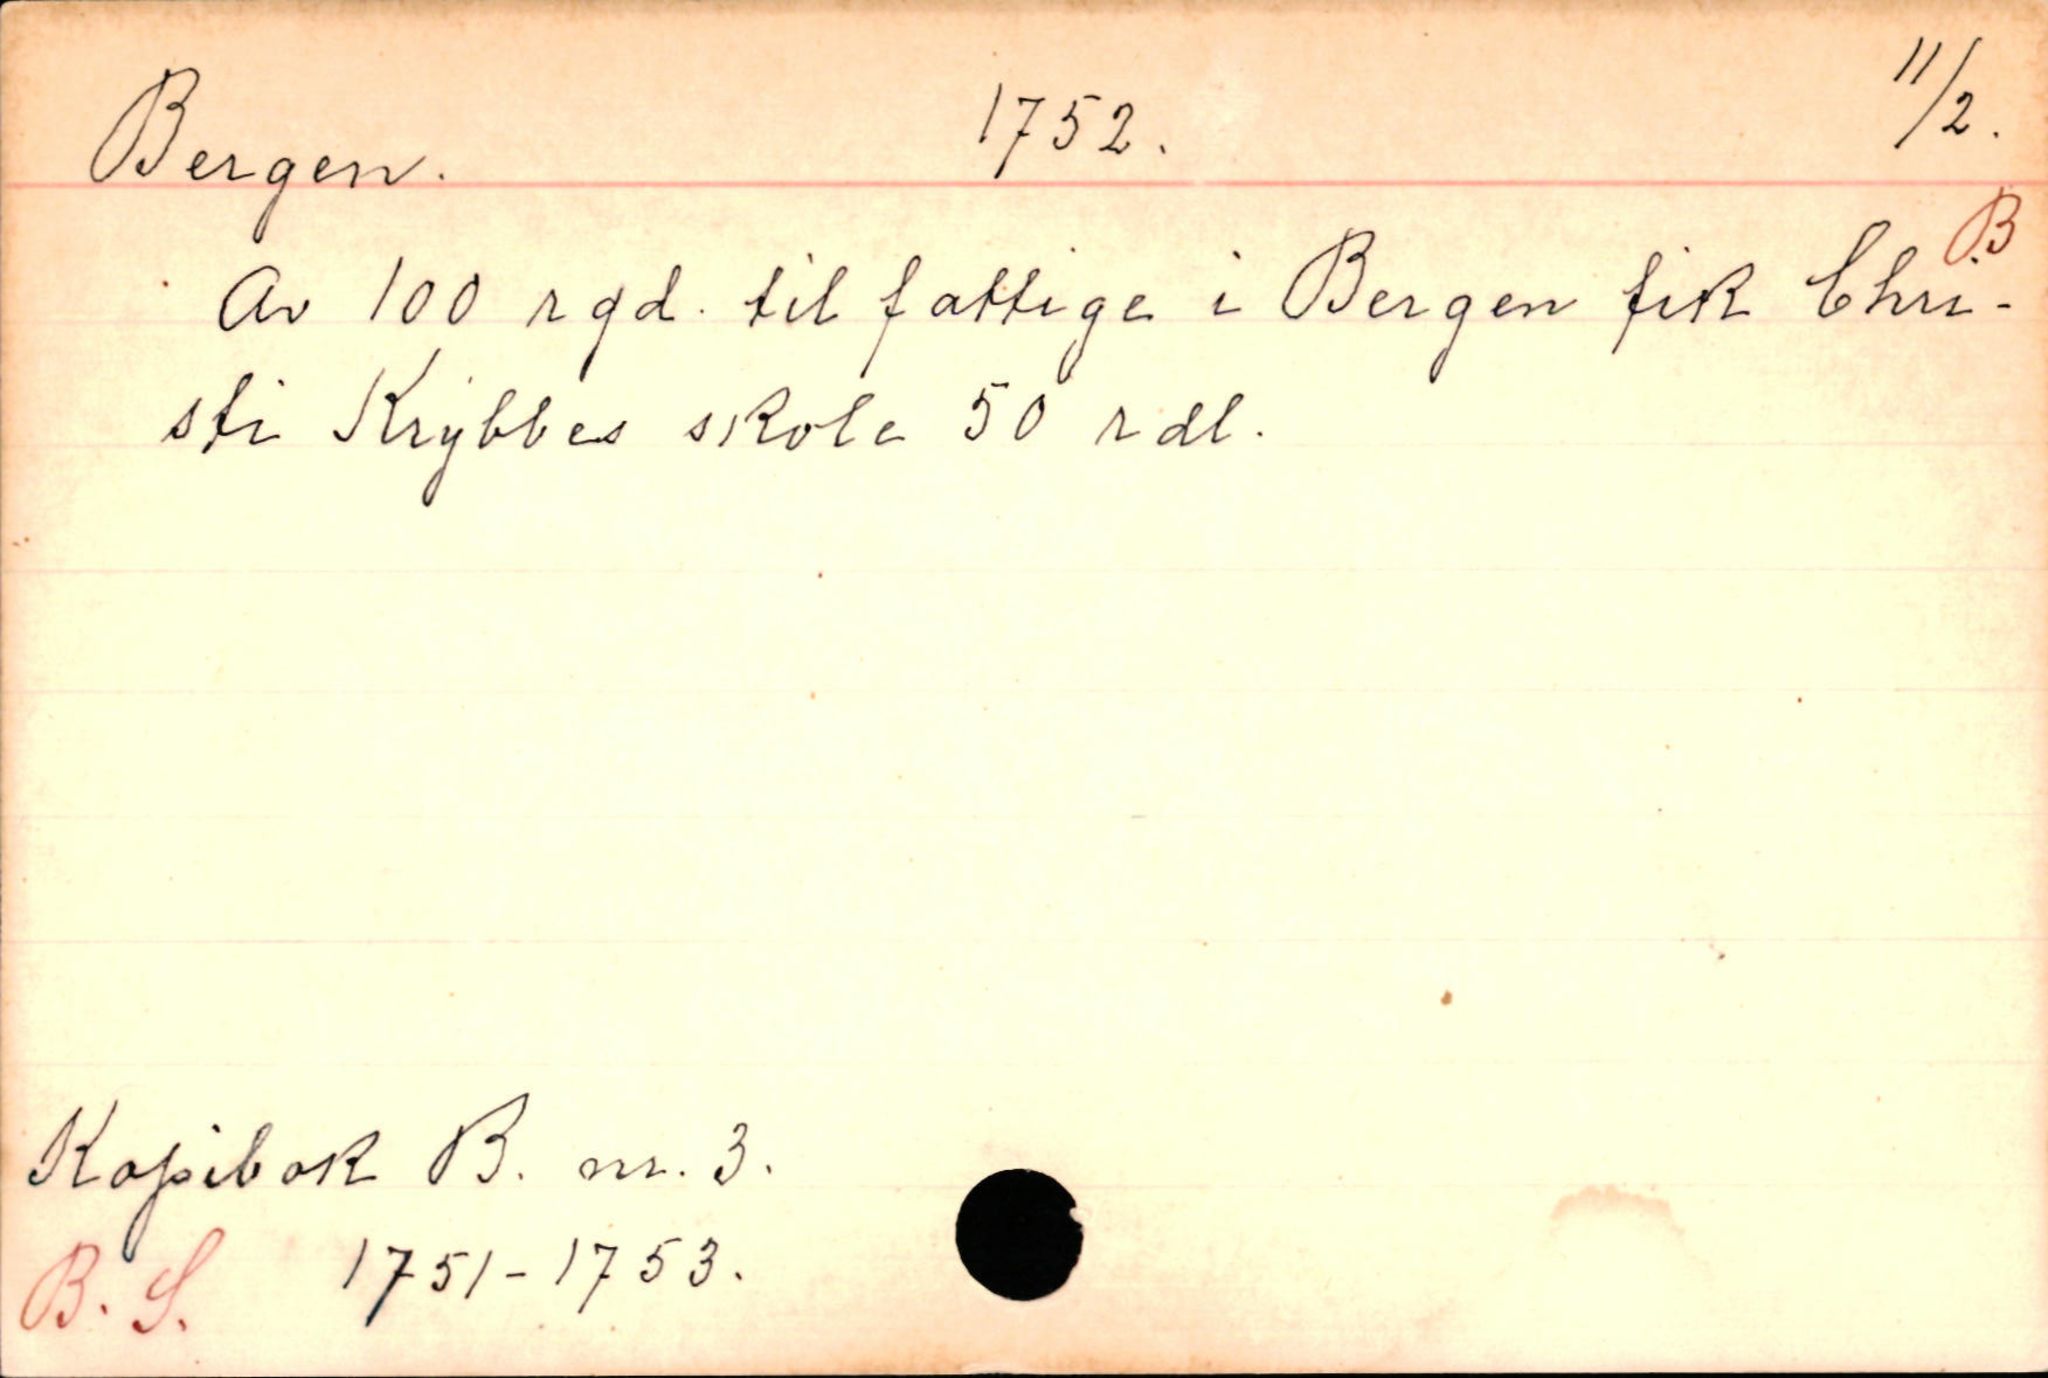 Bergen. 1752. 11/2.
B
Av 100 rgd. til fattige i Bergen fik Chri-
sti Krybbes skole 50 rdl.
Kopibok B. nr. 3.
B. S. 1751-1753.